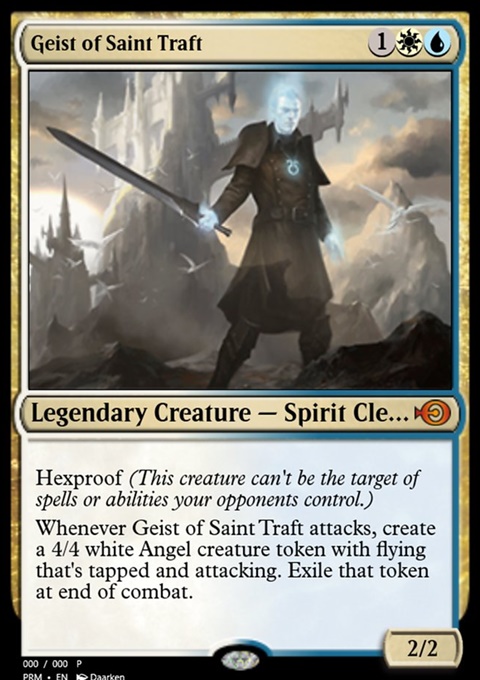 Geist of Saint Traft 1
Legendary Creature — Spirit Cle...
Hexproof (This creature can't be the target of
spells or abilities your opponents control.)
Whenever Geist of Saint Traft attacks, create
a 4/4 white Angel creature token with flying
that's tapped and attacking. Exile that token
at end of combat.
2/2
000 / 000 P
PRM • EN Daarken